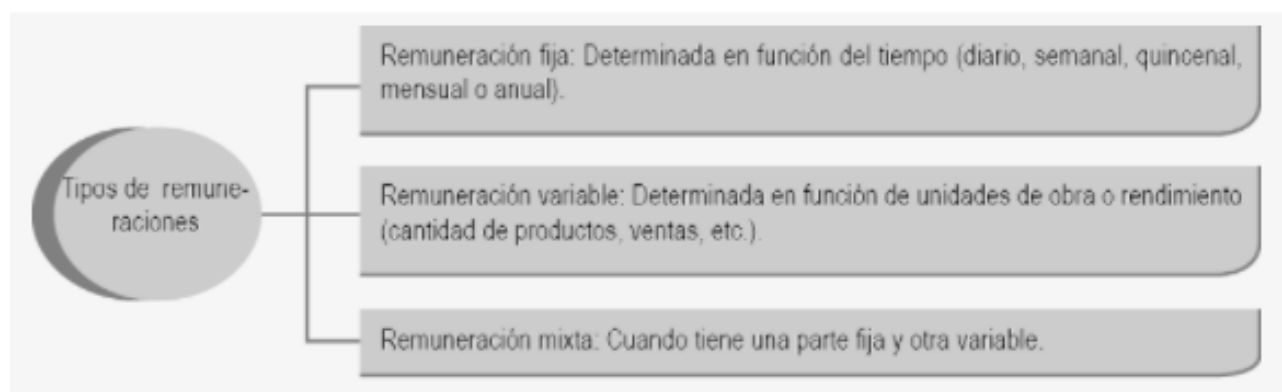 Tipos de remune-
raciones
Remuneración fija: Determinada en función del tiempo (diario, semanal, quincenal,
mensual o anual).
Remuneración variable: Determinada en función de unidades de obra o rendimiento
(cantidad de productos, ventas, etc.).
Remuneración mixta: Cuando tiene una parte fija y otra variable.